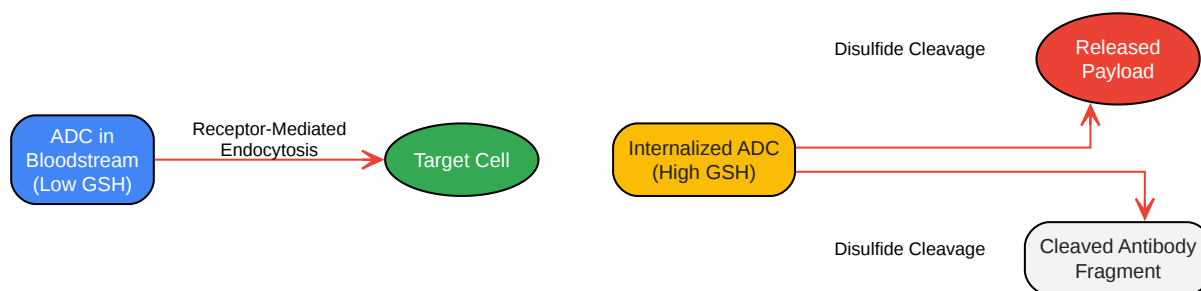 ADC in
Bloodstream
(Low GSH)
Receptor-Mediated
Endocytosis
Target Cell
Internalized ADC
(High GSH)
Disulfide Cleavage
Released
Payload
Disulfide Cleavage
Cleaved Antibody
Fragment